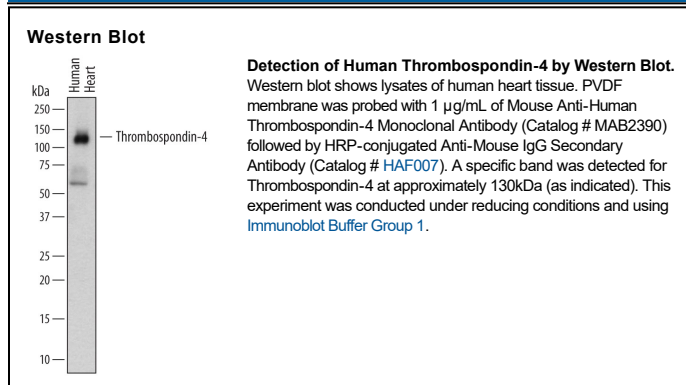 Western Blot
Human
Heart
kDa
250
150
100
75
50
37
25
20
15
10
Thrombospondin-4
Detection of Human Thrombospondin-4 by Western Blot.
Western blot shows lysates of human heart tissue. PVDF
membrane was probed with 1 µg/mL of Mouse Anti-Human
Thrombospondin-4 Monoclonal Antibody (Catalog # MAB2390)
followed by HRP-conjugated Anti-Mouse IgG Secondary
Antibody (Catalog # HAF007). A specific band was detected for
Thrombospondin-4 at approximately 130kDa (as indicated). This
experiment was conducted under reducing conditions and using
Immunoblot Buffer Group 1.